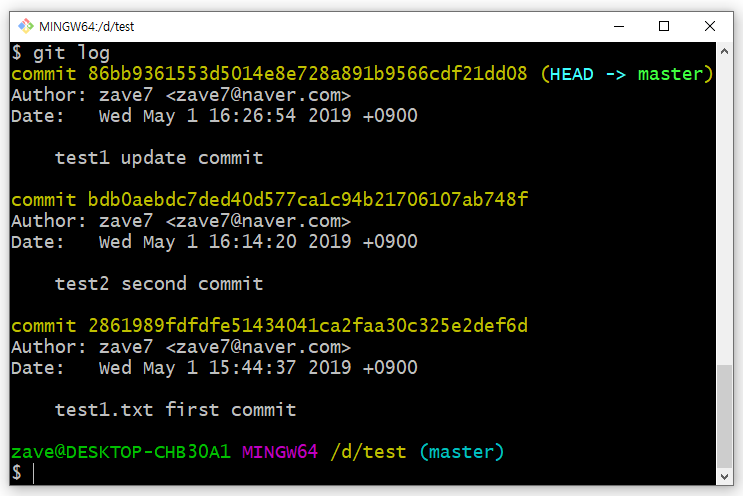 MINGW64:/d/test
$ git log
commit 86bb9361553d5014e8e728a891b9566cdf21dd08 (HEAD -> master)
Author: zave7 <zave7@naver.com>
Date:   Wed May 1 16:26:54 2019 +0900
    test1 update commit
commit bdb0aebdc7ded40d577ca1c94b21706107ab748f
Author: zave7 <zave7@naver.com>
Date:   Wed May 1 16:14:20 2019 +0900
    test2 second commit
commit 2861989fdfdfe51434041ca2faa30c325e2def6d
Author: zave7 <zave7@naver.com>
Date:   Wed May 1 15:44:37 2019 +0900
    test1.txt first commit
zave@DESKTOP-CHB30A1 MINGW64 /d/test (master)
$